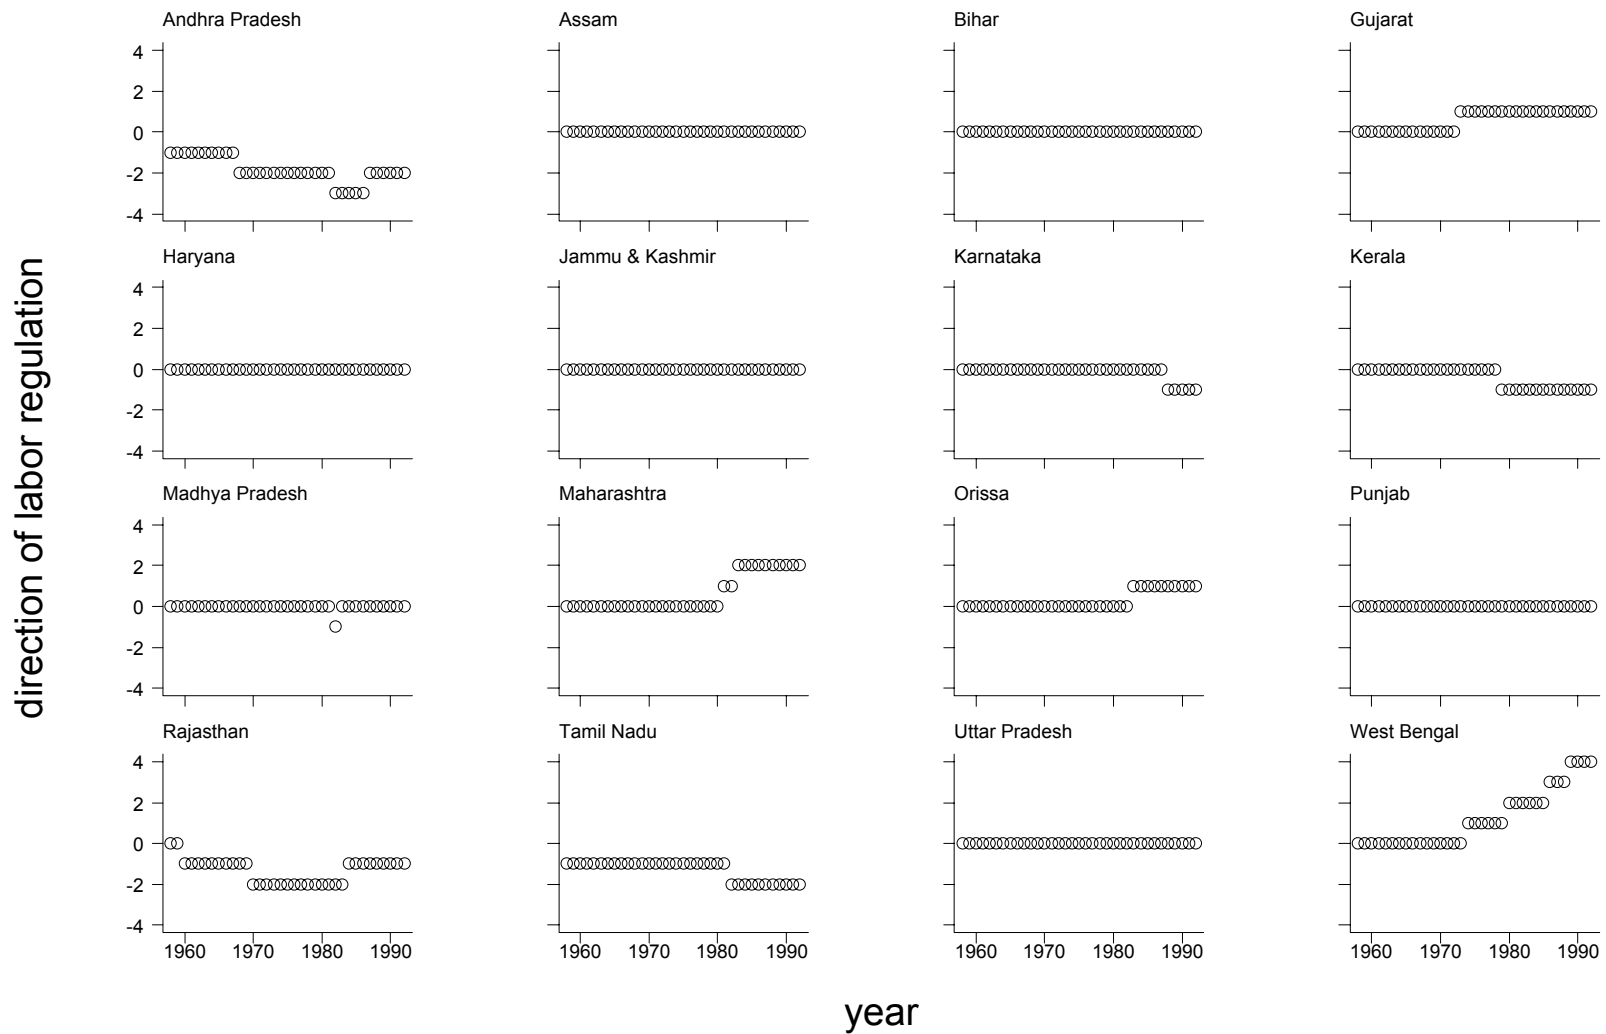 Andhra Pradesh Assam Bihar Gujarat
4
2
0
-2
-4
Haryana Jammu & Kashmir Karnataka Kerala
4
2
0
-2
-4
Madhya Pradesh Maharashtra Orissa Punjab
4
2
0
-2
-4
Rajasthan Tamil Nadu Uttar Pradesh West Bengal
4
2
0
-2
-4
1960 1970 1980 1990 1960 1970 1980 1990 1960 1970 1980 1990 1960 1970 1980 1990
direction of labor regulation
year